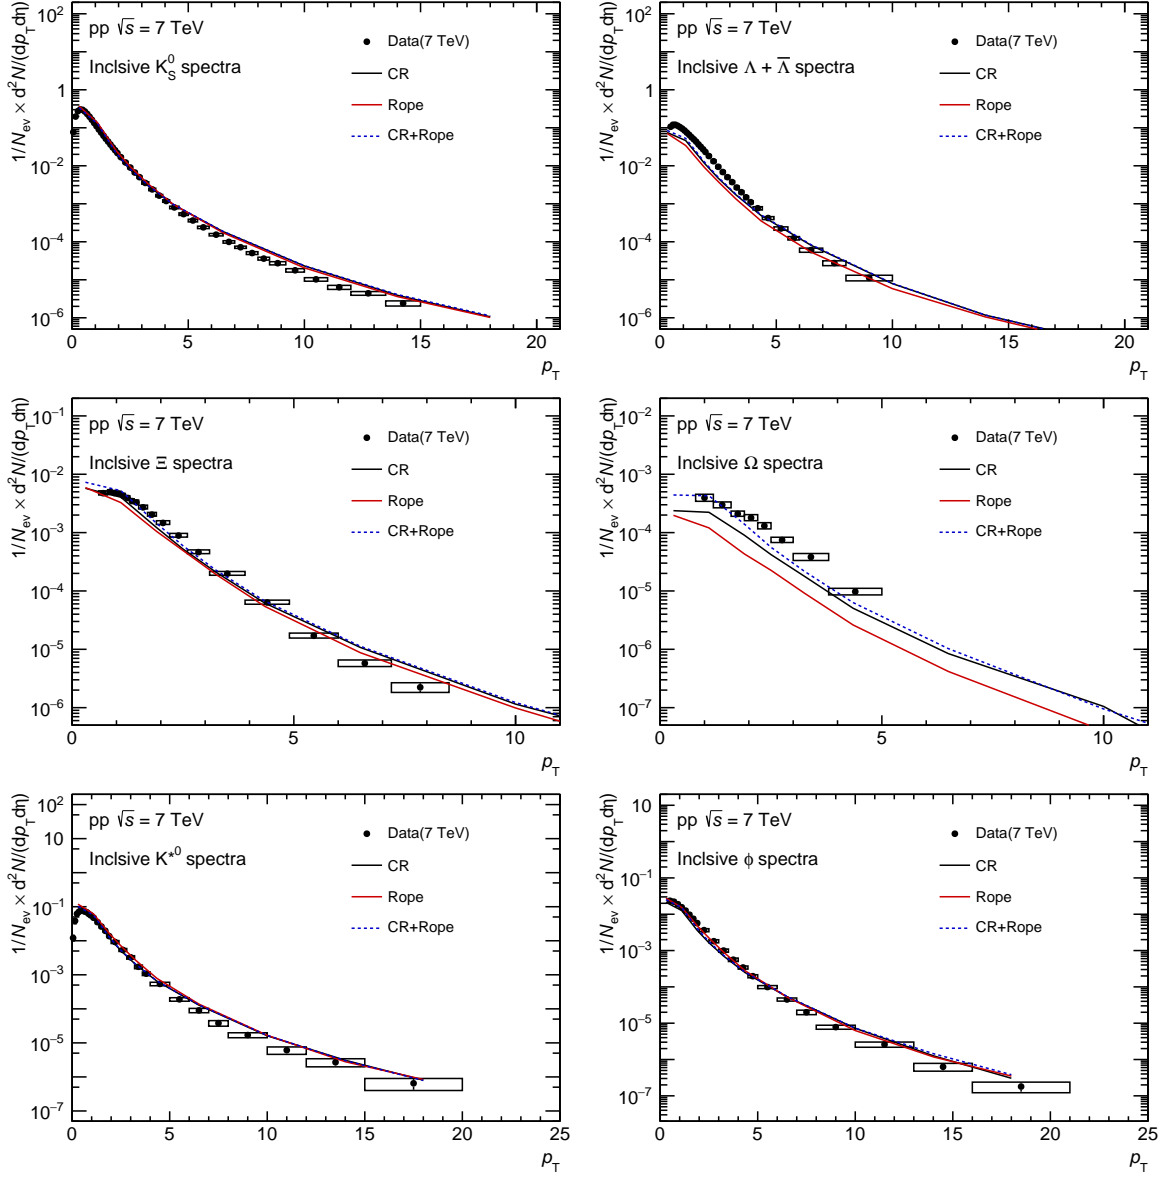 pp √s = 7 TeV
Inclsive K⁰_S spectra
Data(7 TeV)
CR
Rope
CR+Rope
1/N_ev × d²N/(dp_T dη)
10²
1
10⁻²
10⁻⁴
10⁻⁶
0 5 10 15 20
p_T
pp √s = 7 TeV
Inclsive Λ + Λ̅ spectra
Data(7 TeV)
CR
Rope
CR+Rope
1/N_ev × d²N/(dp_T dη)
10²
1
10⁻²
10⁻⁴
10⁻⁶
0 5 10 15 20
p_T
pp √s = 7 TeV
Inclsive Ξ spectra
Data(7 TeV)
CR
Rope
CR+Rope
1/N_ev × d²N/(dp_T dη)
10⁻¹
10⁻²
10⁻³
10⁻⁴
10⁻⁵
10⁻⁶
0 5 10
p_T
pp √s = 7 TeV
Inclsive Ω spectra
Data(7 TeV)
CR
Rope
CR+Rope
1/N_ev × d²N/(dp_T dη)
10⁻²
10⁻³
10⁻⁴
10⁻⁵
10⁻⁶
10⁻⁷
0 5 10
p_T
pp √s = 7 TeV
Inclsive K*⁰ spectra
Data(7 TeV)
CR
Rope
CR+Rope
1/N_ev × d²N/(dp_T dη)
10
10⁻¹
10⁻³
10⁻⁵
10⁻⁷
0 5 10 15 20 25
p_T
pp √s = 7 TeV
Inclsive ϕ spectra
Data(7 TeV)
CR
Rope
CR+Rope
1/N_ev × d²N/(dp_T dη)
10
10⁻¹
10⁻³
10⁻⁵
10⁻⁷
0 5 10 15 20 25
p_T